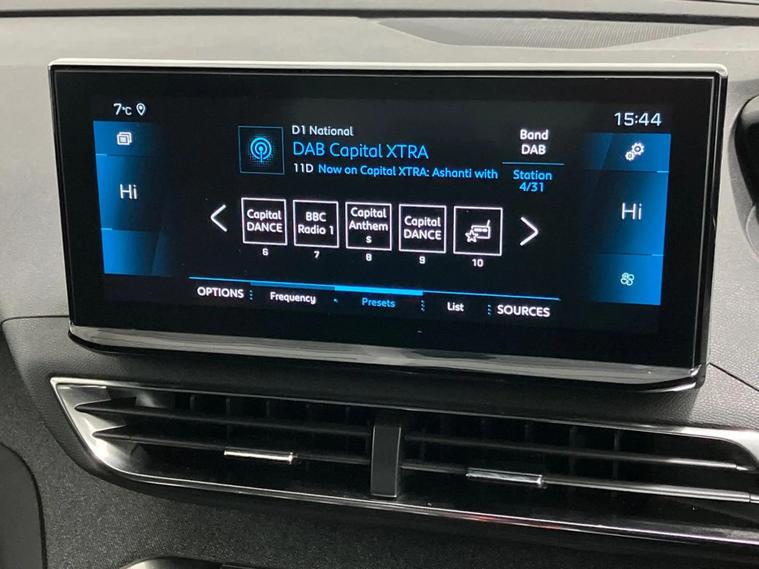 7°C
15:44
D1 National
DAB Capital XTRA
11D Now on Capital XTRA: Ashanti with
Band
DAB
Station
4/31
Hi
Hi
Capital
DANCE
6
BBC
Radio 1
7
Capital
Anthem
s
8
Capital
DANCE
9
10
OPTIONS
Frequency
Presets
List
SOURCES